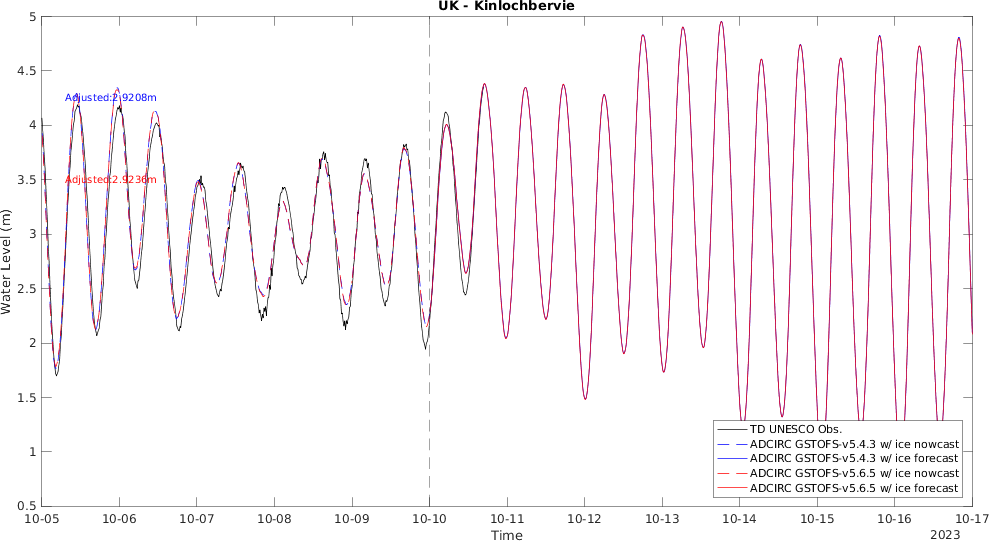 UK - Kinlochbervie
5
4.5
4
3.5
3
2.5
2
1.5
1
0.5
Water Level (m)
Adjusted:2.9208m
Adjusted:2.9236m
TD UNESCO Obs.
ADCIRC GSTOFS-v5.4.3 w/ ice nowcast
ADCIRC GSTOFS-v5.4.3 w/ ice forecast
ADCIRC GSTOFS-v5.6.5 w/ ice nowcast
ADCIRC GSTOFS-v5.6.5 w/ ice forecast
10-05 10-06 10-07 10-08 10-09 10-10 10-11 10-12 10-13 10-14 10-15 10-16 10-17
Time
2023